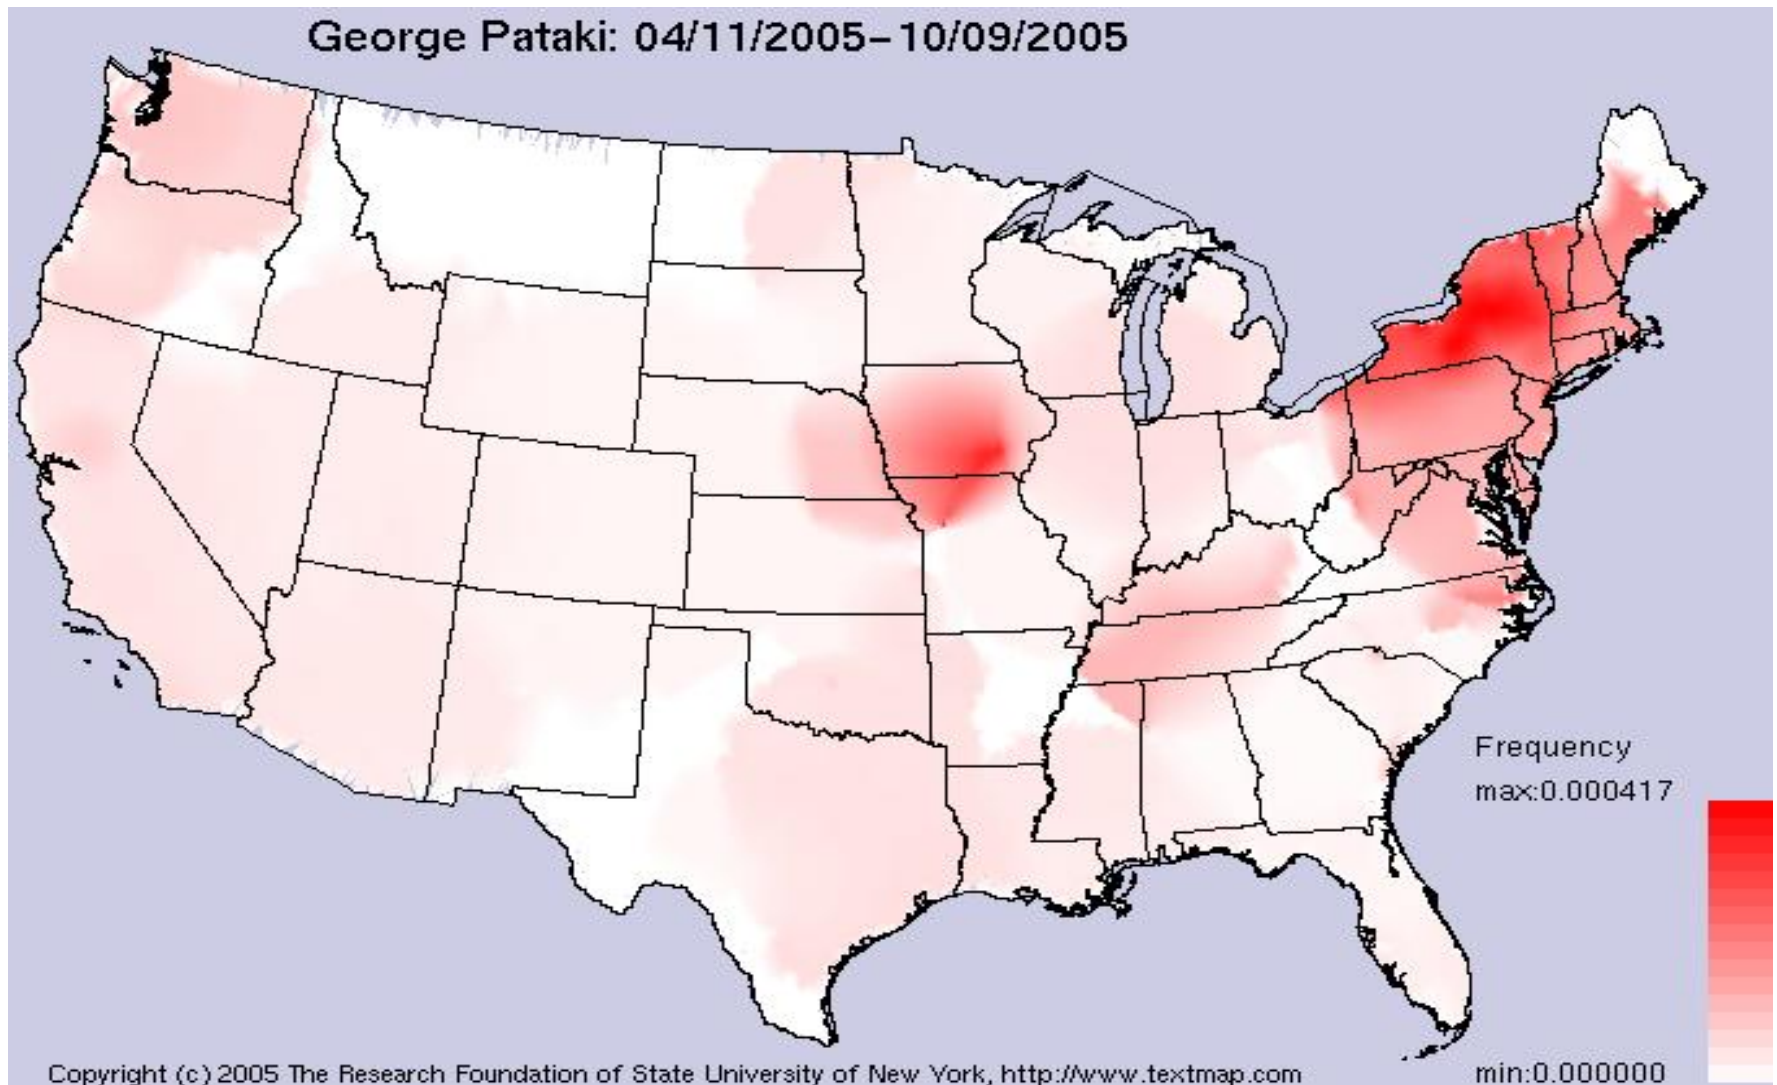 George Pataki: 04/11/2005-10/09/2005
Frequency
max:0.000417
min:0.000000
Copyright (c) 2005 The Research Foundation of State University of New York, http://www.textmap.com